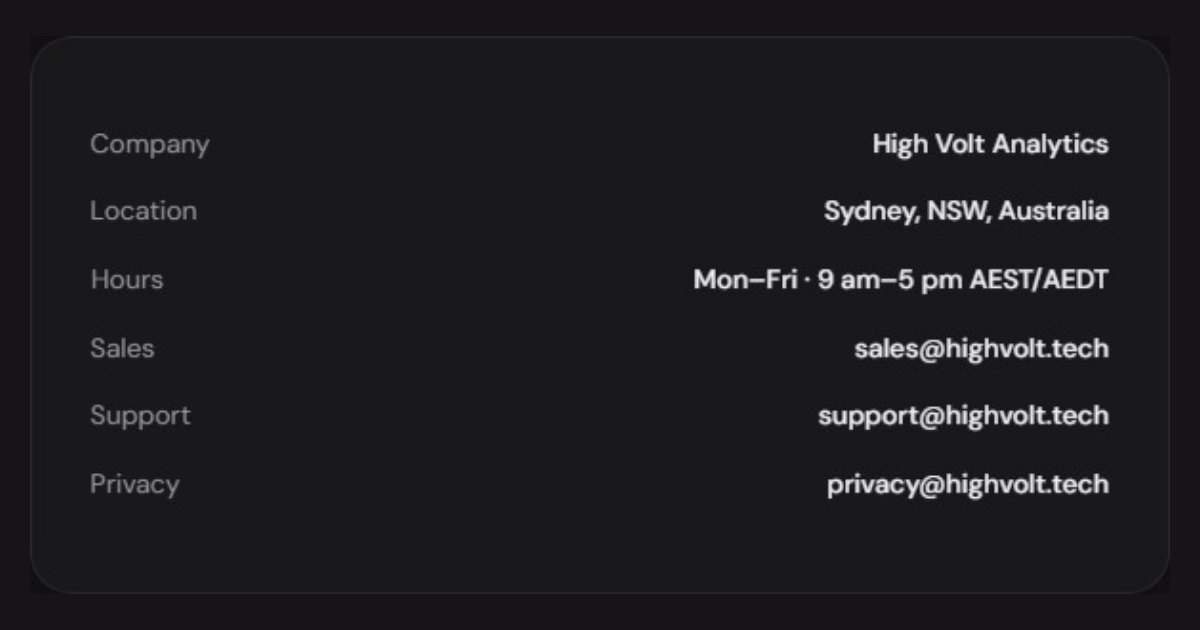 Company High Volt Analytics
Location Sydney, NSW, Australia
Hours Mon–Fri · 9 am–5 pm AEST/AEDT
Sales sales@highvolt.tech
Support support@highvolt.tech
Privacy privacy@highvolt.tech